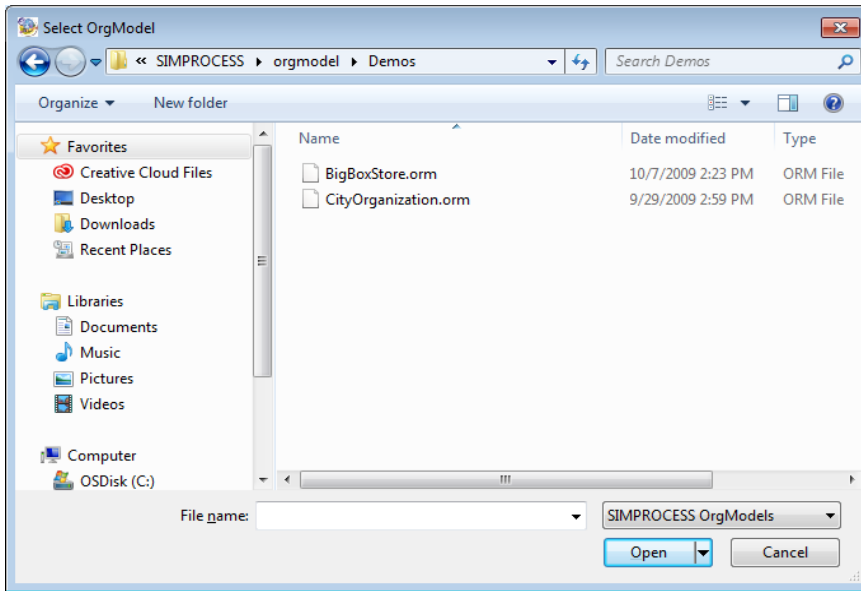 Select OrgModel
« SIMPROCESS ▸ orgmodel ▸ Demos
Search Demos
Organize
New folder
Name
Date modified
Type
BigBoxStore.orm
10/7/2009 2:23 PM
ORM File
CityOrganization.orm
9/29/2009 2:59 PM
ORM File
Favorites
Creative Cloud Files
Desktop
Downloads
Recent Places
Libraries
Documents
Music
Pictures
Videos
Computer
OSDisk (C:)
File name:
SIMPROCESS OrgModels
Open
Cancel